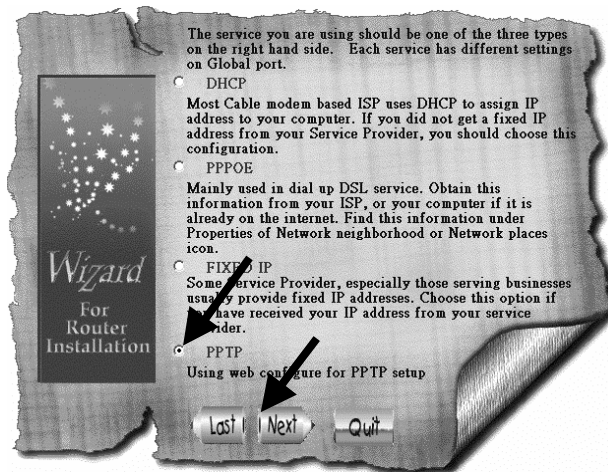 The service you are using should be one of the three types
on the right hand side. Each service has different settings
on Global port.
DHCP
Most Cable modem based ISP uses DHCP to assign IP
address to your computer. If you did not get a fixed IP
address from your Service Provider, you should choose this
configuration.
PPPOE
Mainly used in dial up DSL service. Obtain this
information from your ISP, or your computer if it is
already on the internet. Find this information under
Properties of Network neighborhood or Network places
icon.
FIXED IP
Some Service Provider, especially those serving businesses
usually provide fixed IP addresses. Choose this option if
you have received your IP address from your service
provider.
PPTP
Using web configure for PPTP setup
Wizard
For
Router
Installation
Last
Next
Quit